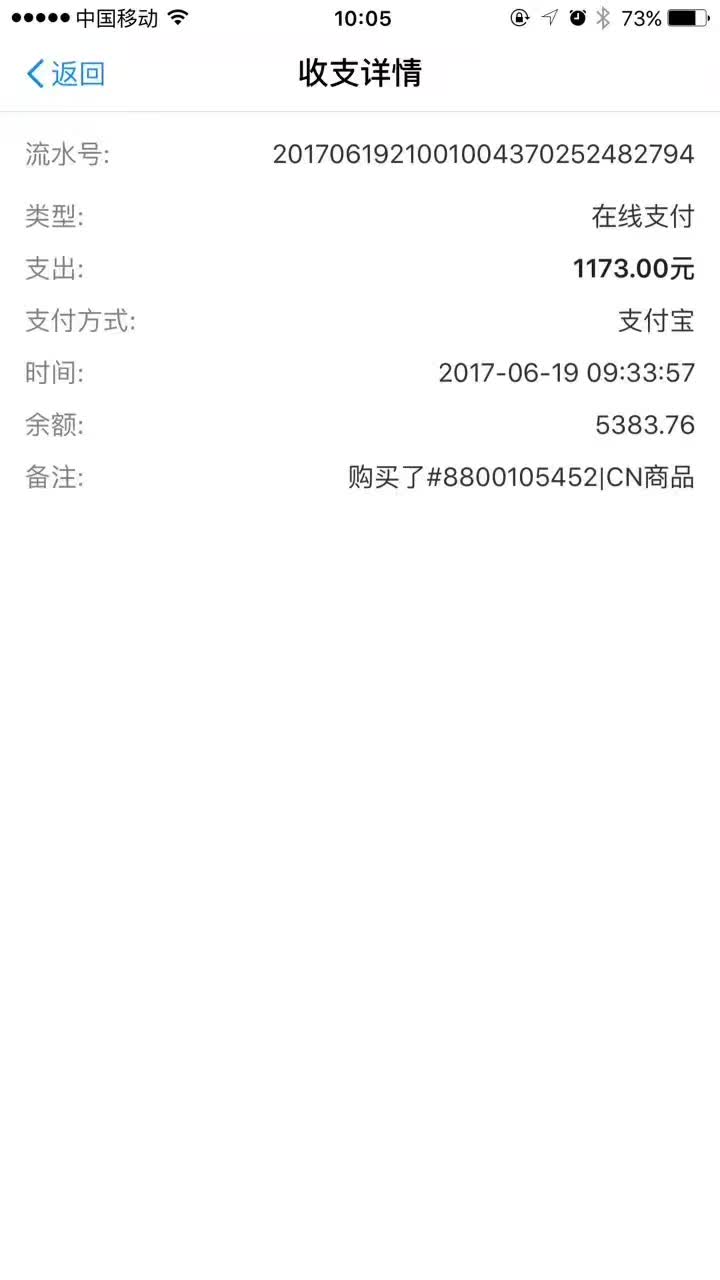 中国移动 10:05 73%
返回 收支详情
流水号: 2017061921001004370252482794
类型: 在线支付
支出: 1173.00元
支付方式: 支付宝
时间: 2017-06-19 09:33:57
余额: 5383.76
备注: 购买了#8800105452|CN商品